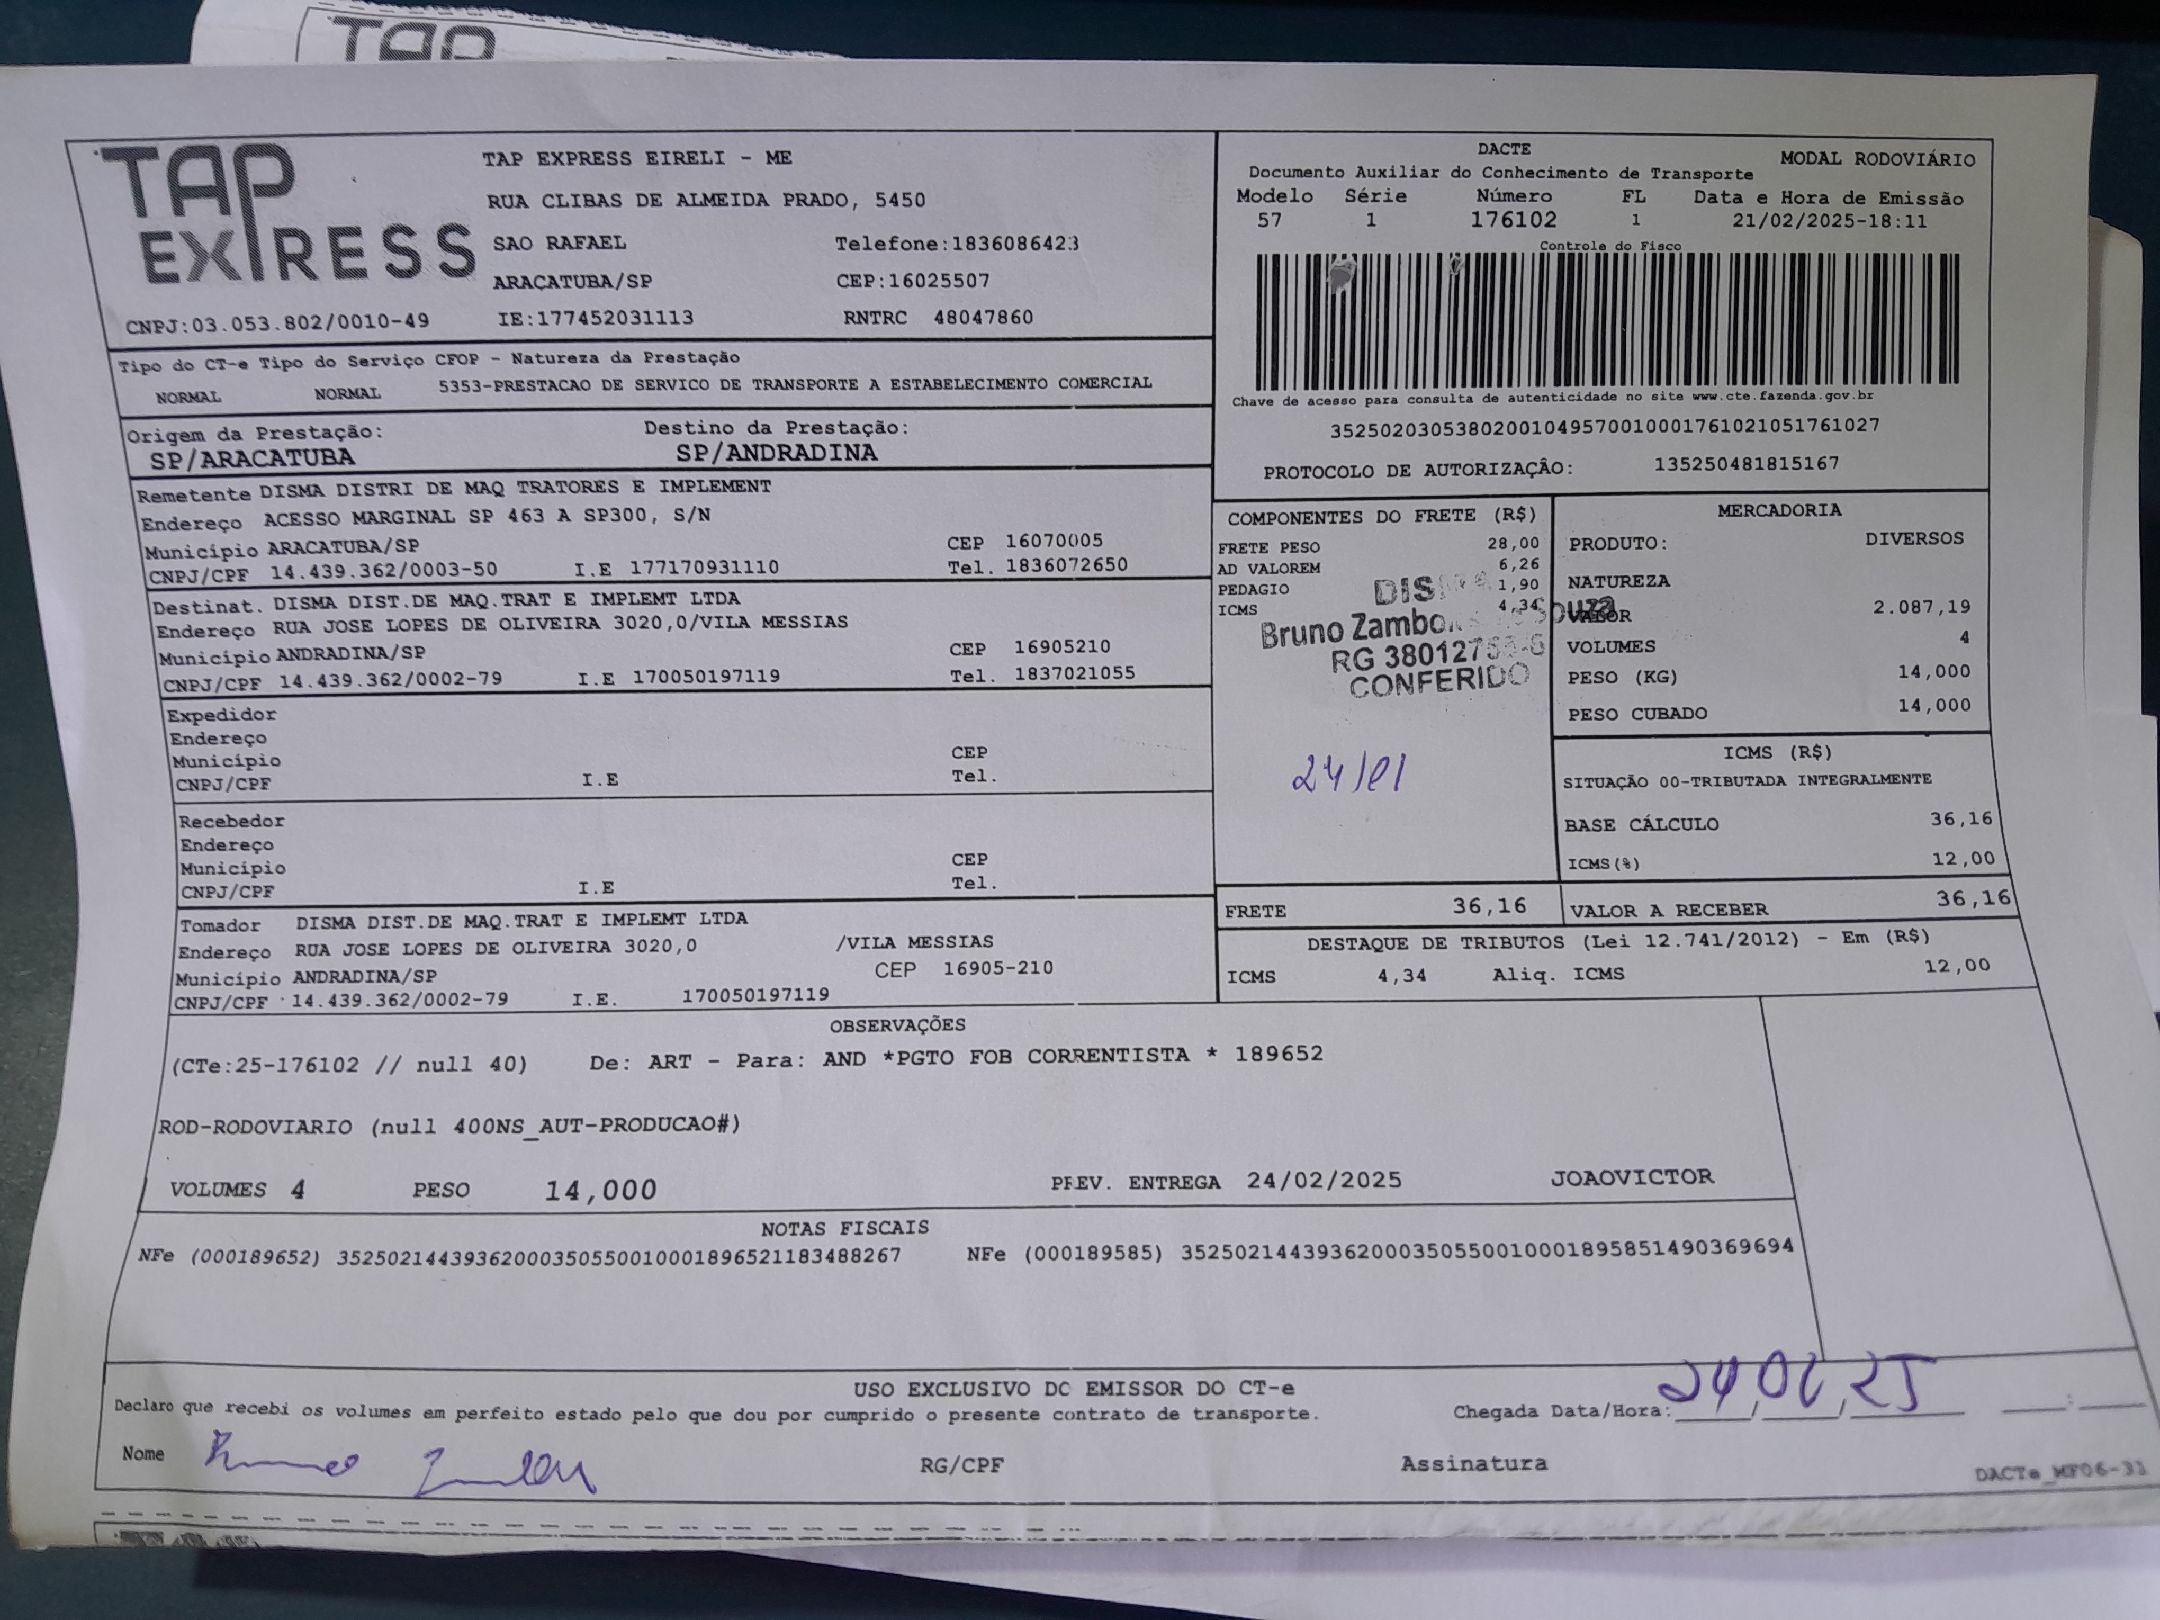 TAP
TAP
EXPRESS
TAP EXPRESS EIRELI - ME
RUA CLIBAS DE ALMEIDA PRADO, 5450
SAO RAFAEL Telefone:1836086423
ARAÇATUBA/SP CEP:16025507
CNPJ:03.053.802/0010-49 IE:177452031113 RNTRC 48047860
DACTE MODAL RODOVIÁRIO
Documento Auxiliar do Conhecimento de Transporte
Modelo Série Número FL Data e Hora de Emissão
57 1 176102 1 21/02/2025-18:11
Controle do Fisco
Chave de acesso para consulta de autenticidade no site www.cte.fazenda.gov.br
35250203053802001049570010001761021051761027
PROTOCOLO DE AUTORIZAÇÂO: 135250481815167
Tipo do CT-e Tipo do Serviço CFOP - Natureza da Prestação
NORMAL NORMAL 5353-PRESTACAO DE SERVICO DE TRANSPORTE A ESTABELECIMENTO COMERCIAL
Origem da Prestação: Destino da Prestação:
SP/ARACATUBA SP/ANDRADINA
Remetente DISMA DISTRI DE MAQ TRATORES E IMPLEMENT
Endereço ACESSO MARGINAL SP 463 A SP300, S/N
Município ARACATUBA/SP CEP 16070005
CNPJ/CPF 14.439.362/0003-50 I.E 177170931110 Tel. 1836072650
Destinat. DISMA DIST.DE MAQ.TRAT E IMPLEMT LTDA
Endereço RUA JOSE LOPES DE OLIVEIRA 3020,0/VILA MESSIAS
Município ANDRADINA/SP CEP 16905210
CNPJ/CPF 14.439.362/0002-79 I.E 170050197119 Tel. 1837021055
Expedidor
Endereço
Município CEP
CNPJ/CPF I.E Tel.
Recebedor
Endereço
Município CEP
CNPJ/CPF I.E Tel.
Tomador DISMA DIST.DE MAQ.TRAT E IMPLEMT LTDA
Endereço RUA JOSE LOPES DE OLIVEIRA 3020,0 /VILA MESSIAS
Município ANDRADINA/SP CEP 16905-210
CNPJ/CPF 14.439.362/0002-79 I.E. 170050197119
COMPONENTES DO FRETE (R$)
FRETE PESO 28,00
AD VALOREM 6,26
PEDAGIO 1,90
ICMS 4,34
Bruno Souza
RG
CONFERIDO
MERCADORIA
PRODUTO: DIVERSOS
NATUREZA
VALOR 2.087,19
VOLUMES 4
PESO (KG) 14,000
PESO CUBADO 14,000
ICMS (R$)
SITUAÇÃO 00-TRIBUTADA INTEGRALMENTE
BASE CÁLCULO 36,16
ICMS(%) 12,00
FRETE 36,16 VALOR A RECEBER 36,16
DESTAQUE DE TRIBUTOS (Lei 12.741/2012) - Em (R$)
ICMS 4,34 Aliq. ICMS 12,00
OBSERVAÇÕES
(CTe:25-176102 // null 40) De: ART - Para: AND *PGTO FOB CORRENTISTA * 189652
ROD-RODOVIARIO (null 400NS_AUT-PRODUCAO#)
VOLUMES 4 PESO 14,000 PREV. ENTREGA 24/02/2025 JOAOVICTOR
NOTAS FISCAIS
NFe (000189652) 35250214439362000350550010001896521183488267 NFe (000189585) 35250214439362000350550010001895851490369694
USO EXCLUSIVO DO EMISSOR DO CT-e
Declaro que recebi os volumes em perfeito estado pelo que dou por cumprido o presente contrato de transporte. Chegada Data/Hora:
Nome RG/CPF Assinatura
DACTe_MF06-31